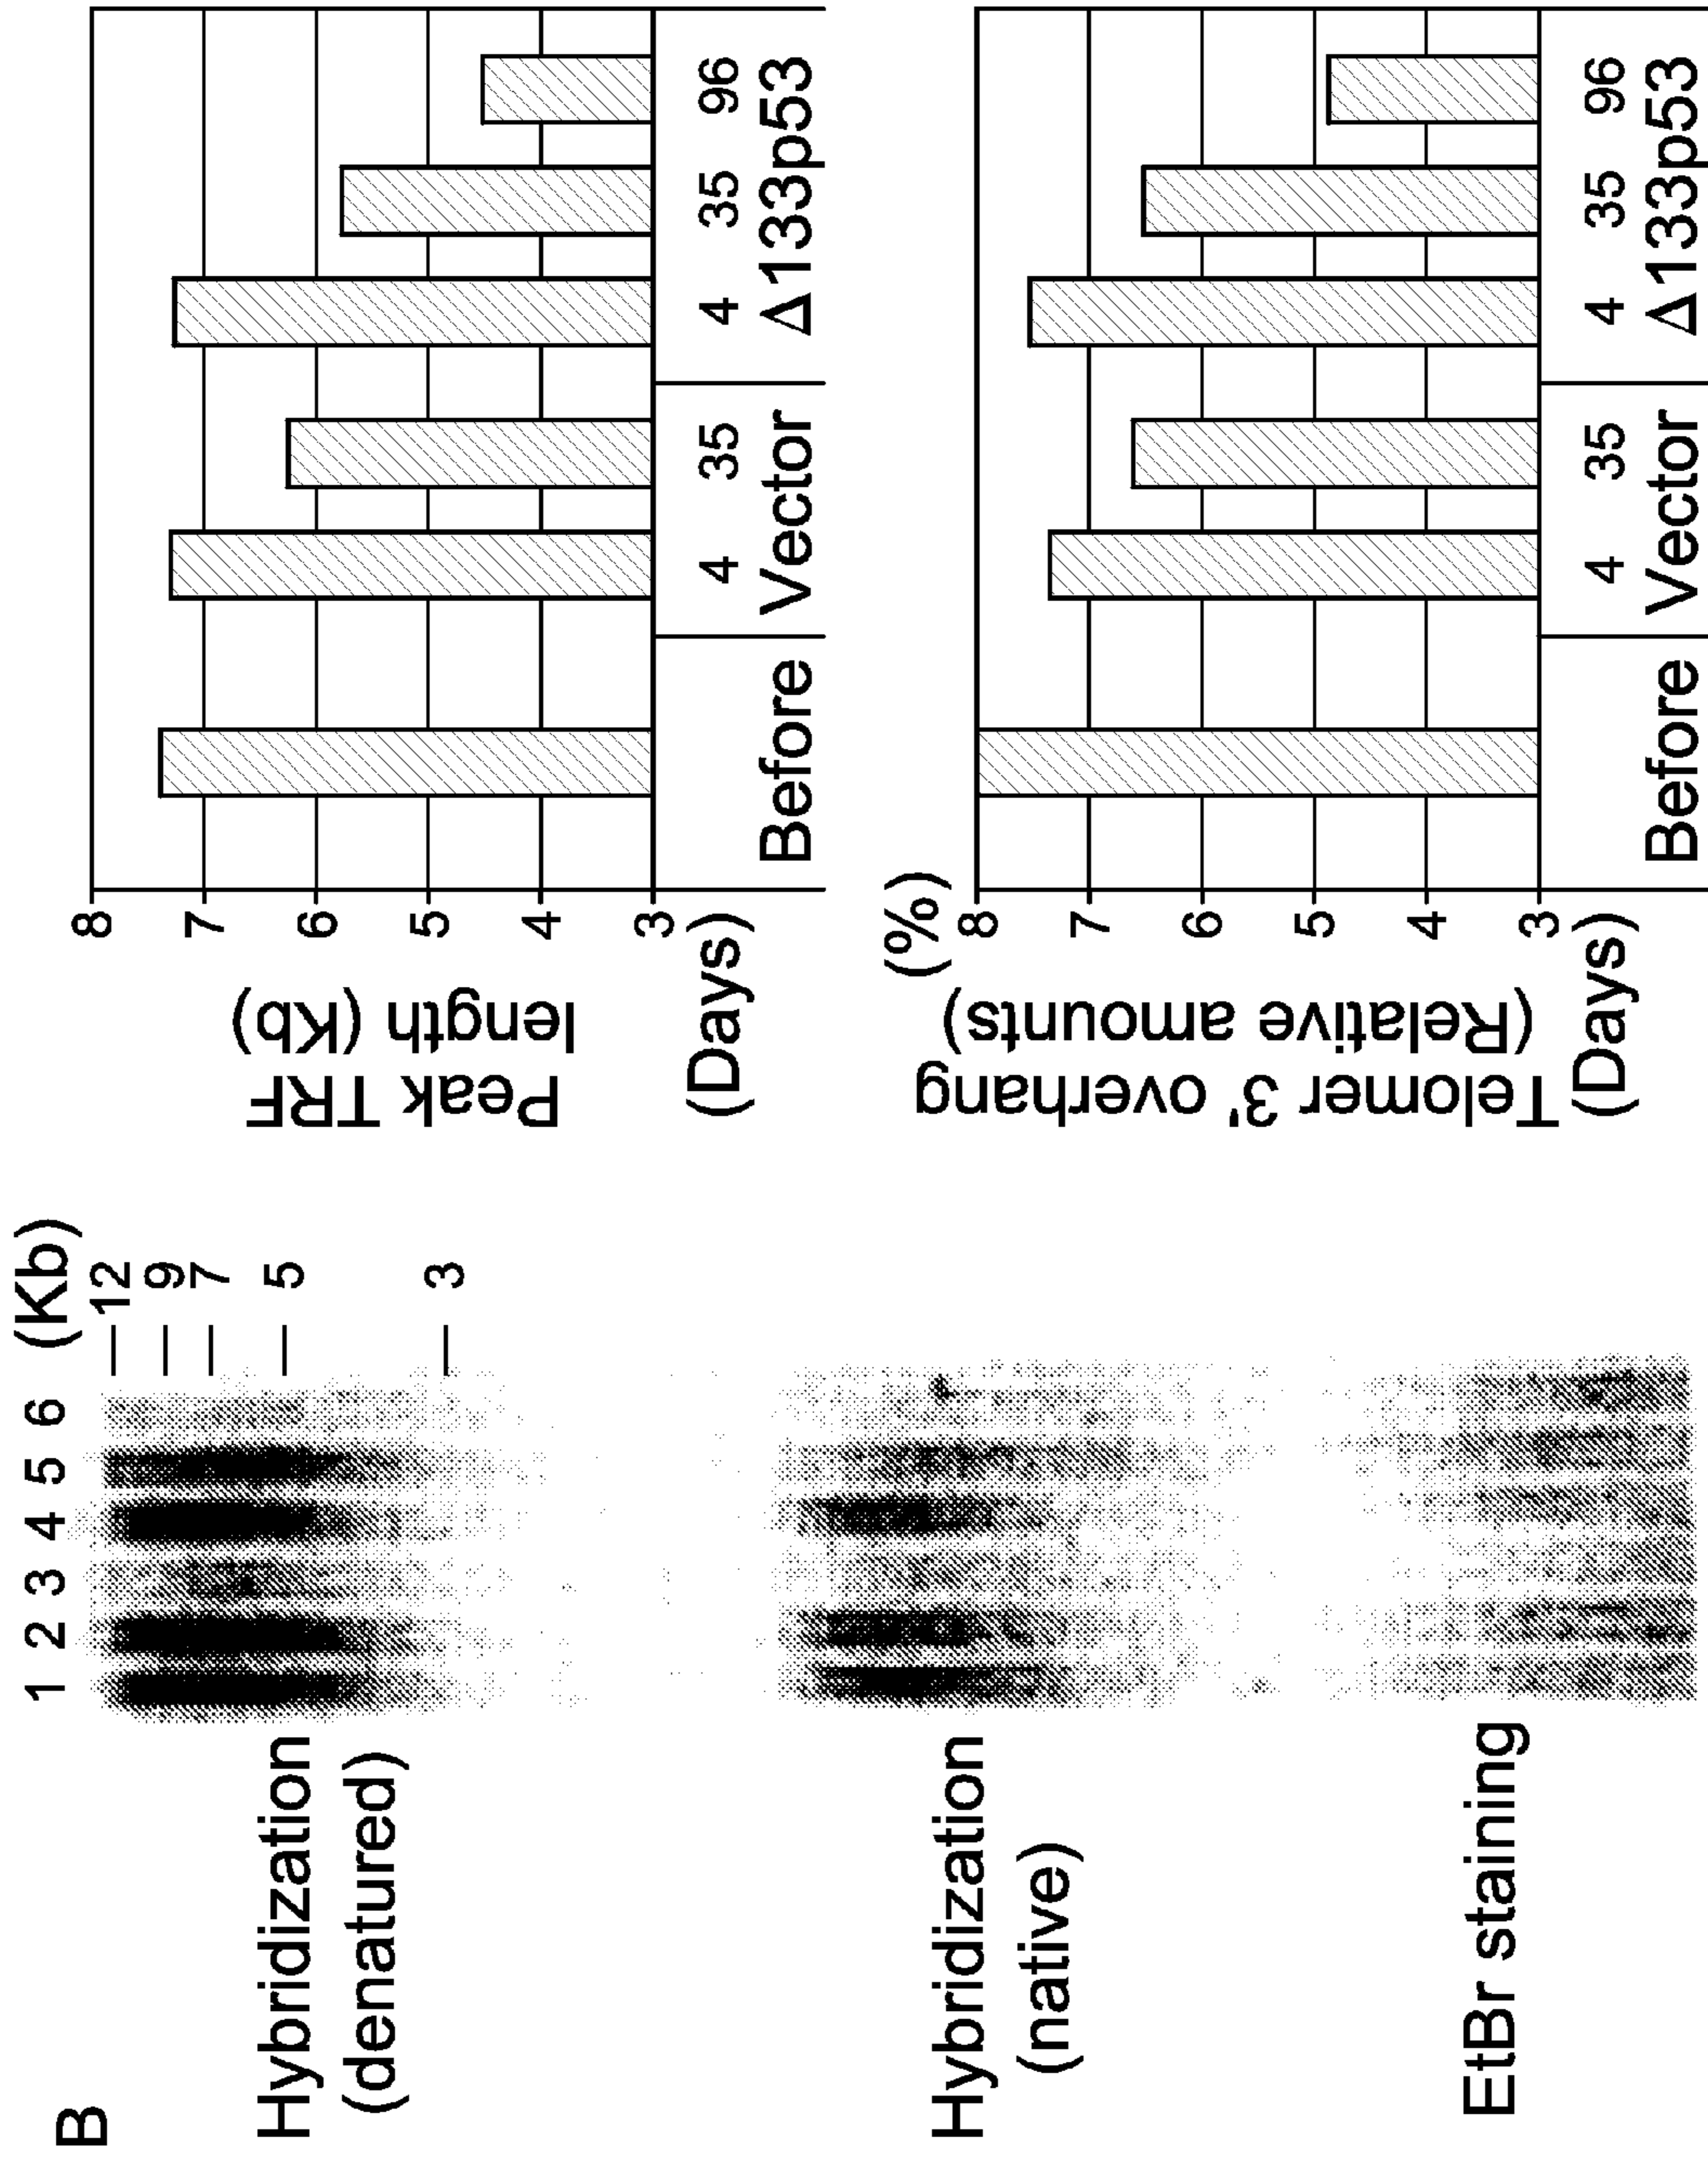 B
1 2 3 4 5 6 (Kb)
12
9
7
5
3
Hybridization
(denatured)
Hybridization
(native)
EtBr staining
Peak TRF
length (Kb)
8
7
6
5
4
3
(Days)
4 35 4 35 96
Before Vector Δ133p53
Telomer 3' overhang
(Relative amounts)
(%)
8
7
6
5
4
3
(Days)
4 35 4 35 96
Before Vector Δ133p53